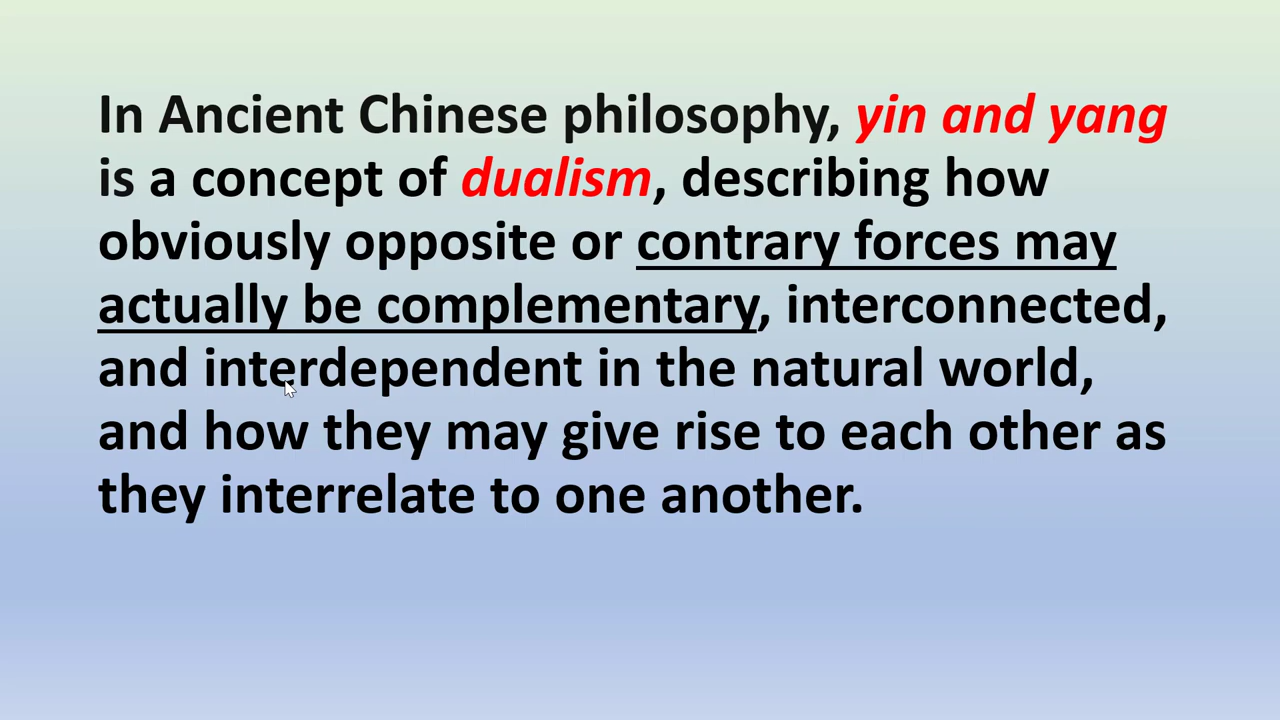 In Ancient Chinese philosophy, yin and yang
is a concept of dualism, describing how
obviously opposite or contrary forces may
actually be complementary, interconnected,
and interdependent in the natural world,
and how they may give rise to each other as
they interrelate to one another.